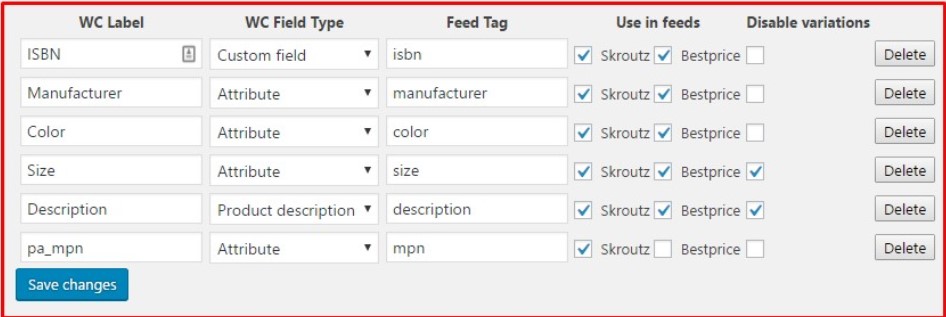 WC Label WC Field Type Feed Tag Use in feeds Disable variations
ISBN Custom field isbn Skroutz Bestprice Delete
Manufacturer Attribute manufacturer Skroutz Bestprice Delete
Color Attribute color Skroutz Bestprice Delete
Size Attribute size Skroutz Bestprice Delete
Description Product description description Skroutz Bestprice Delete
pa_mpn Attribute mpn Skroutz Bestprice Delete
Save changes